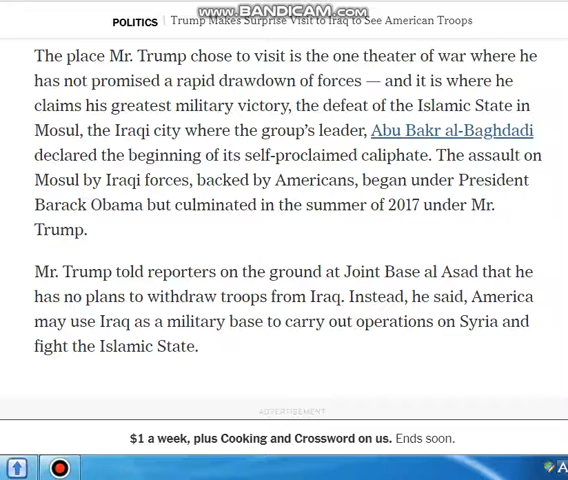 www.BANDICAM.com
POLITICS | Trump Makes Surprise Visit to Iraq to See American Troops
The place Mr. Trump chose to visit is the one theater of war where he
has not promised a rapid drawdown of forces — and it is where he
claims his greatest military victory, the defeat of the Islamic State in
Mosul, the Iraqi city where the group’s leader, Abu Bakr al-Baghdadi
declared the beginning of its self-proclaimed caliphate. The assault on
Mosul by Iraqi forces, backed by Americans, began under President
Barack Obama but culminated in the summer of 2017 under Mr.
Trump.
Mr. Trump told reporters on the ground at Joint Base al Asad that he
has no plans to withdraw troops from Iraq. Instead, he said, America
may use Iraq as a military base to carry out operations on Syria and
fight the Islamic State.
ADVERTISEMENT
$1 a week, plus Cooking and Crossword on us. Ends soon.
A